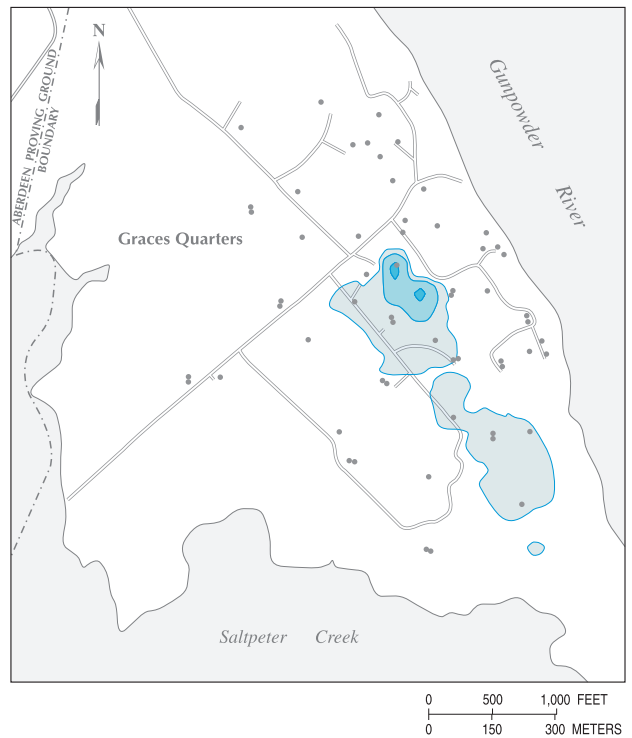 N
Gunpowder
River
ABERDEEN PROVING GROUND
BOUNDARY
Graces Quarters
Saltpeter Creek
0 500 1,000 FEET
0 150 300 METERS